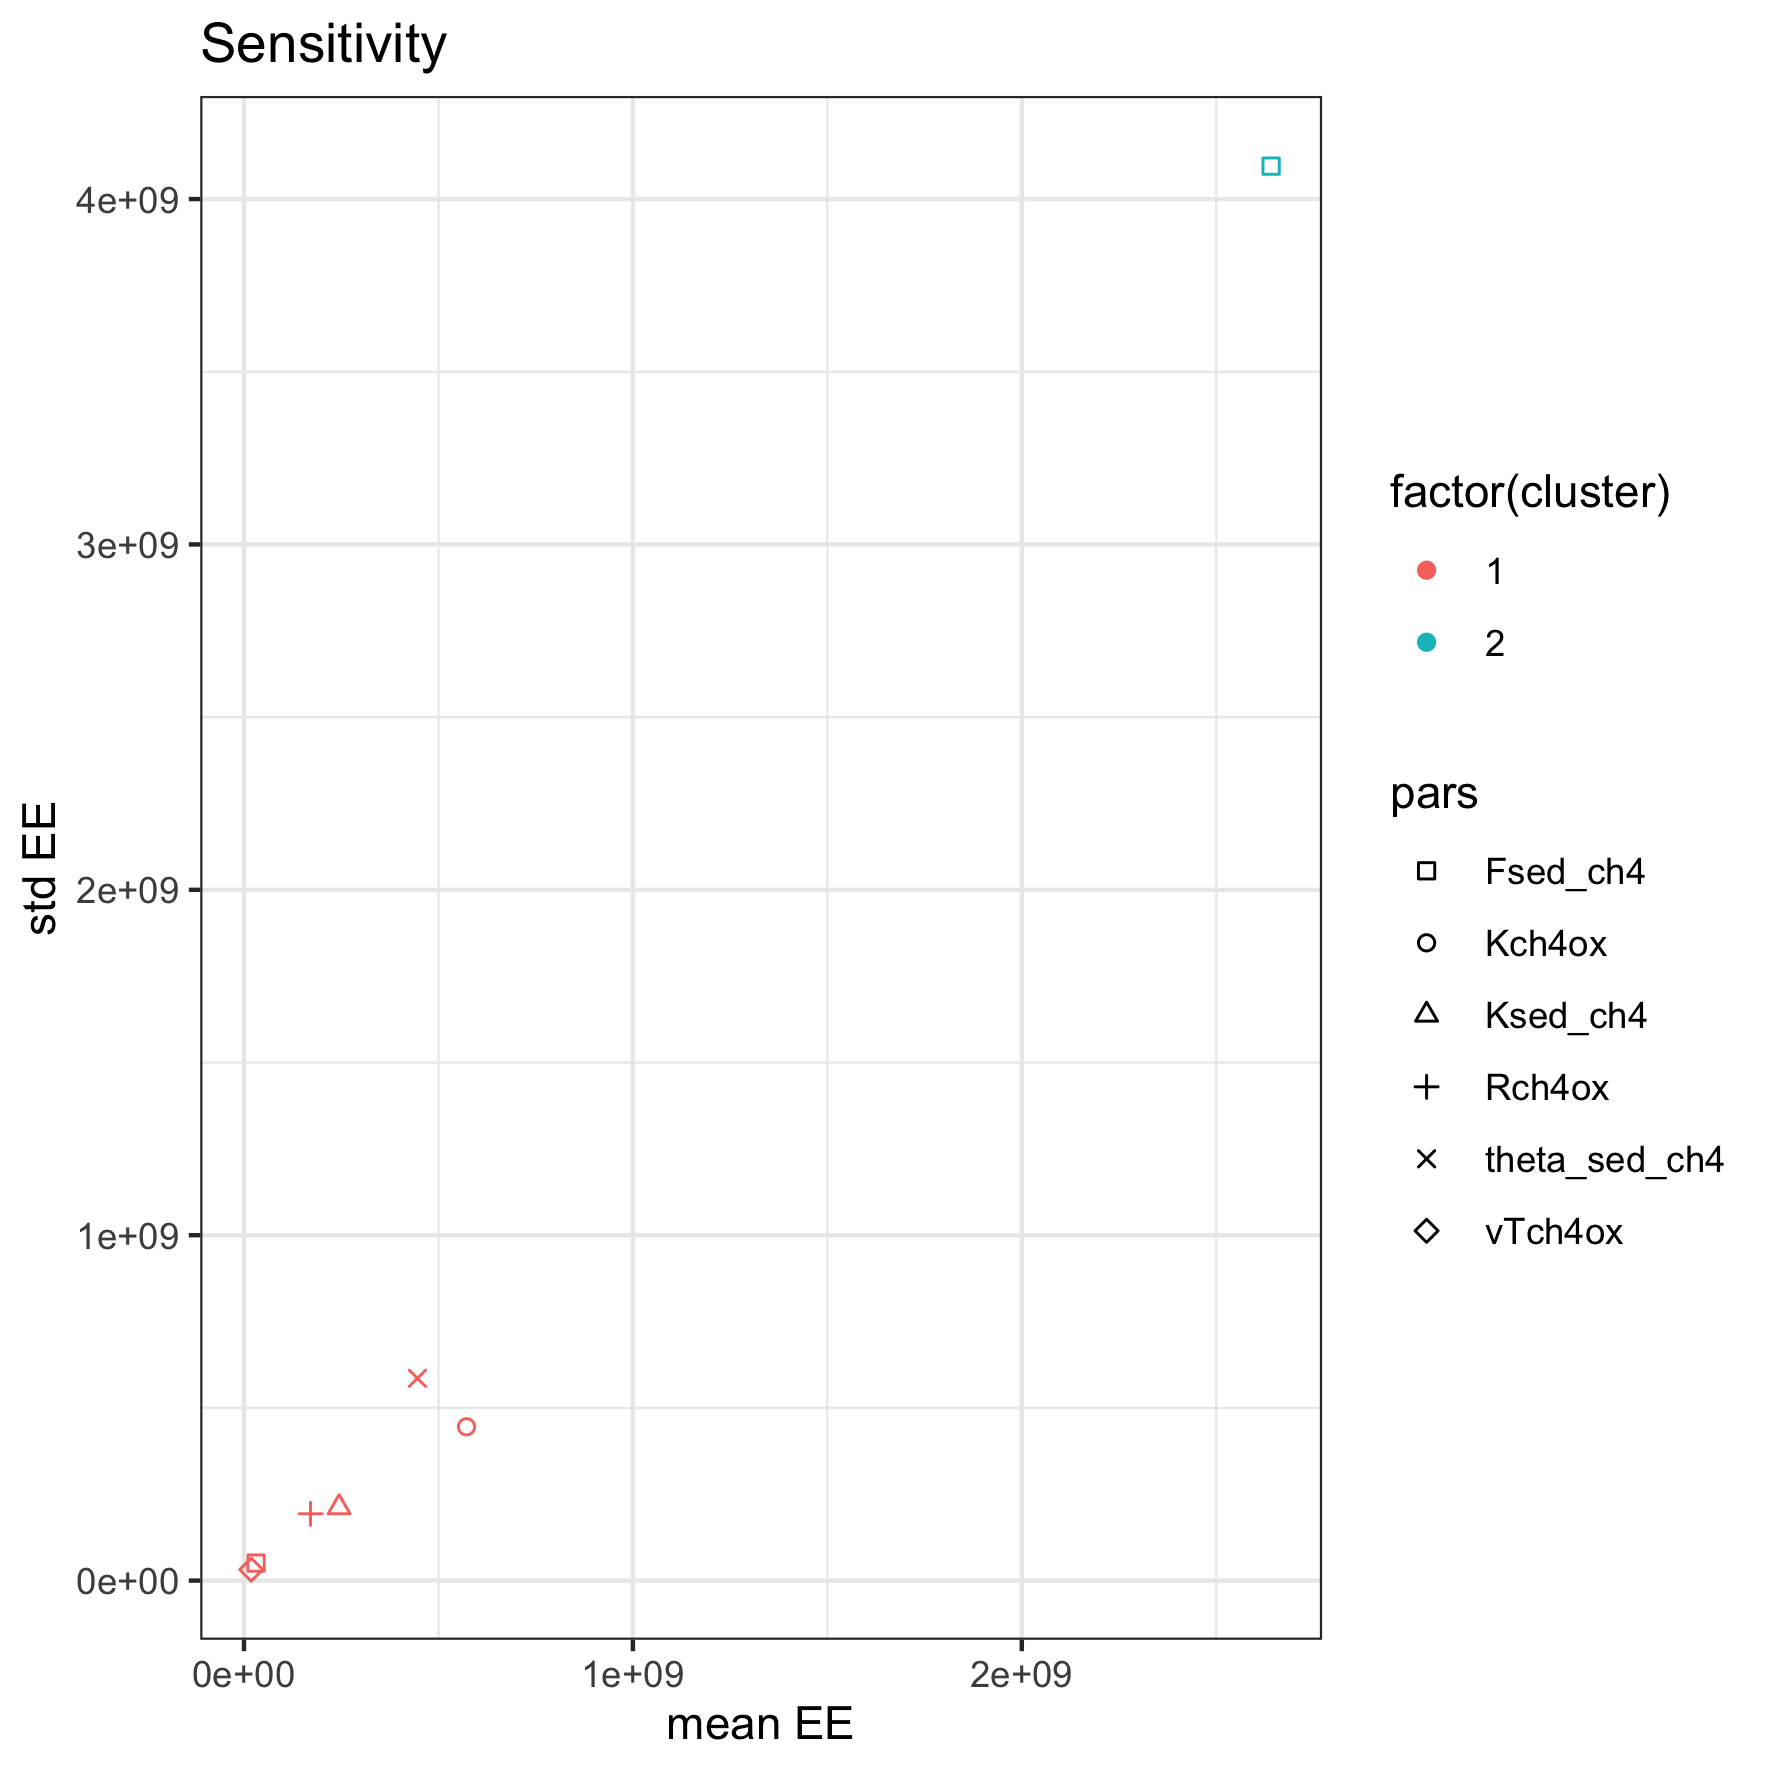 Sensitivity
4e+09
3e+09
2e+09
1e+09
0e+00
std EE
0e+00
1e+09
2e+09
mean EE
factor(cluster)
1
2
pars
Fsed_ch4
Kch4ox
Ksed_ch4
Rch4ox
theta_sed_ch4
vTch4ox